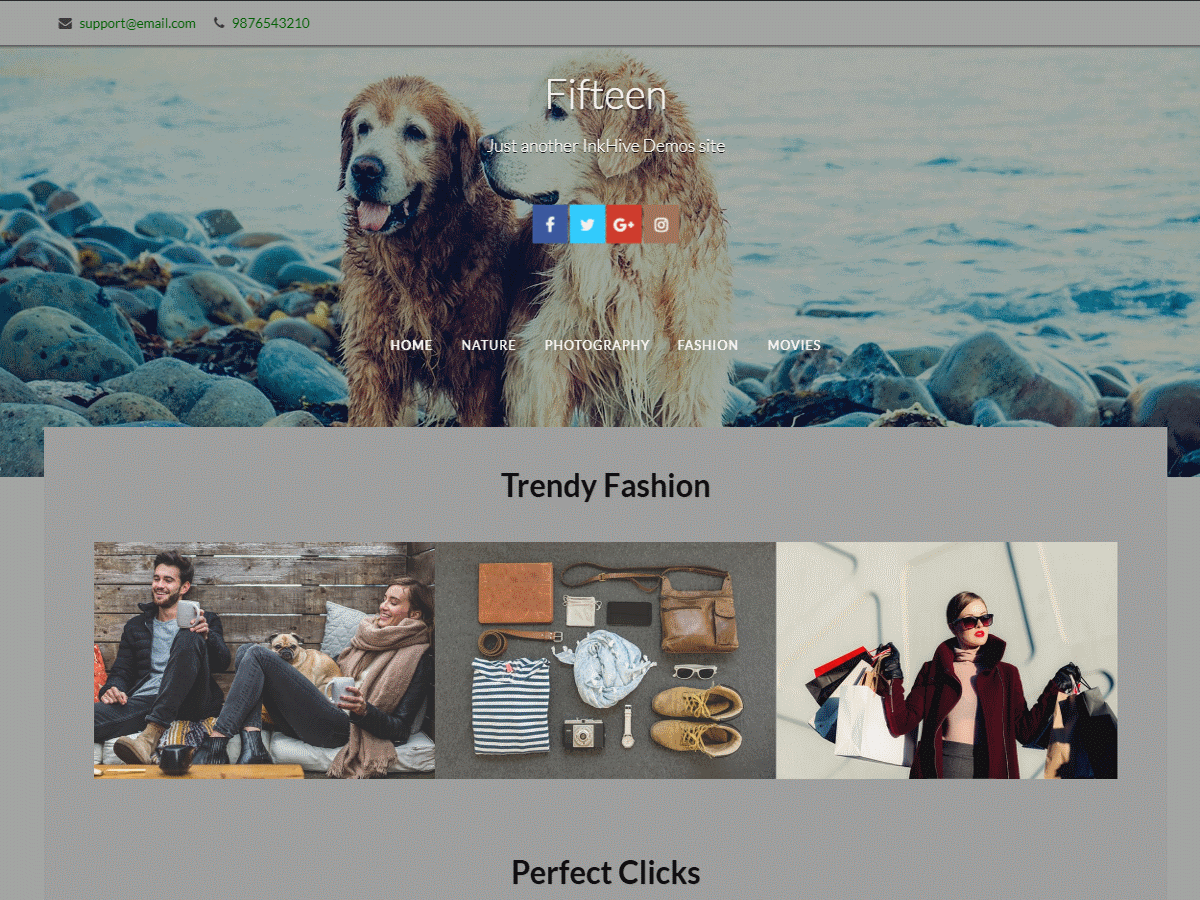 support@email.com 9876543210
Fifteen
Just another InkHive Demos site
HOME NATURE PHOTOGRAPHY FASHION MOVIES
Trendy Fashion
Perfect Clicks